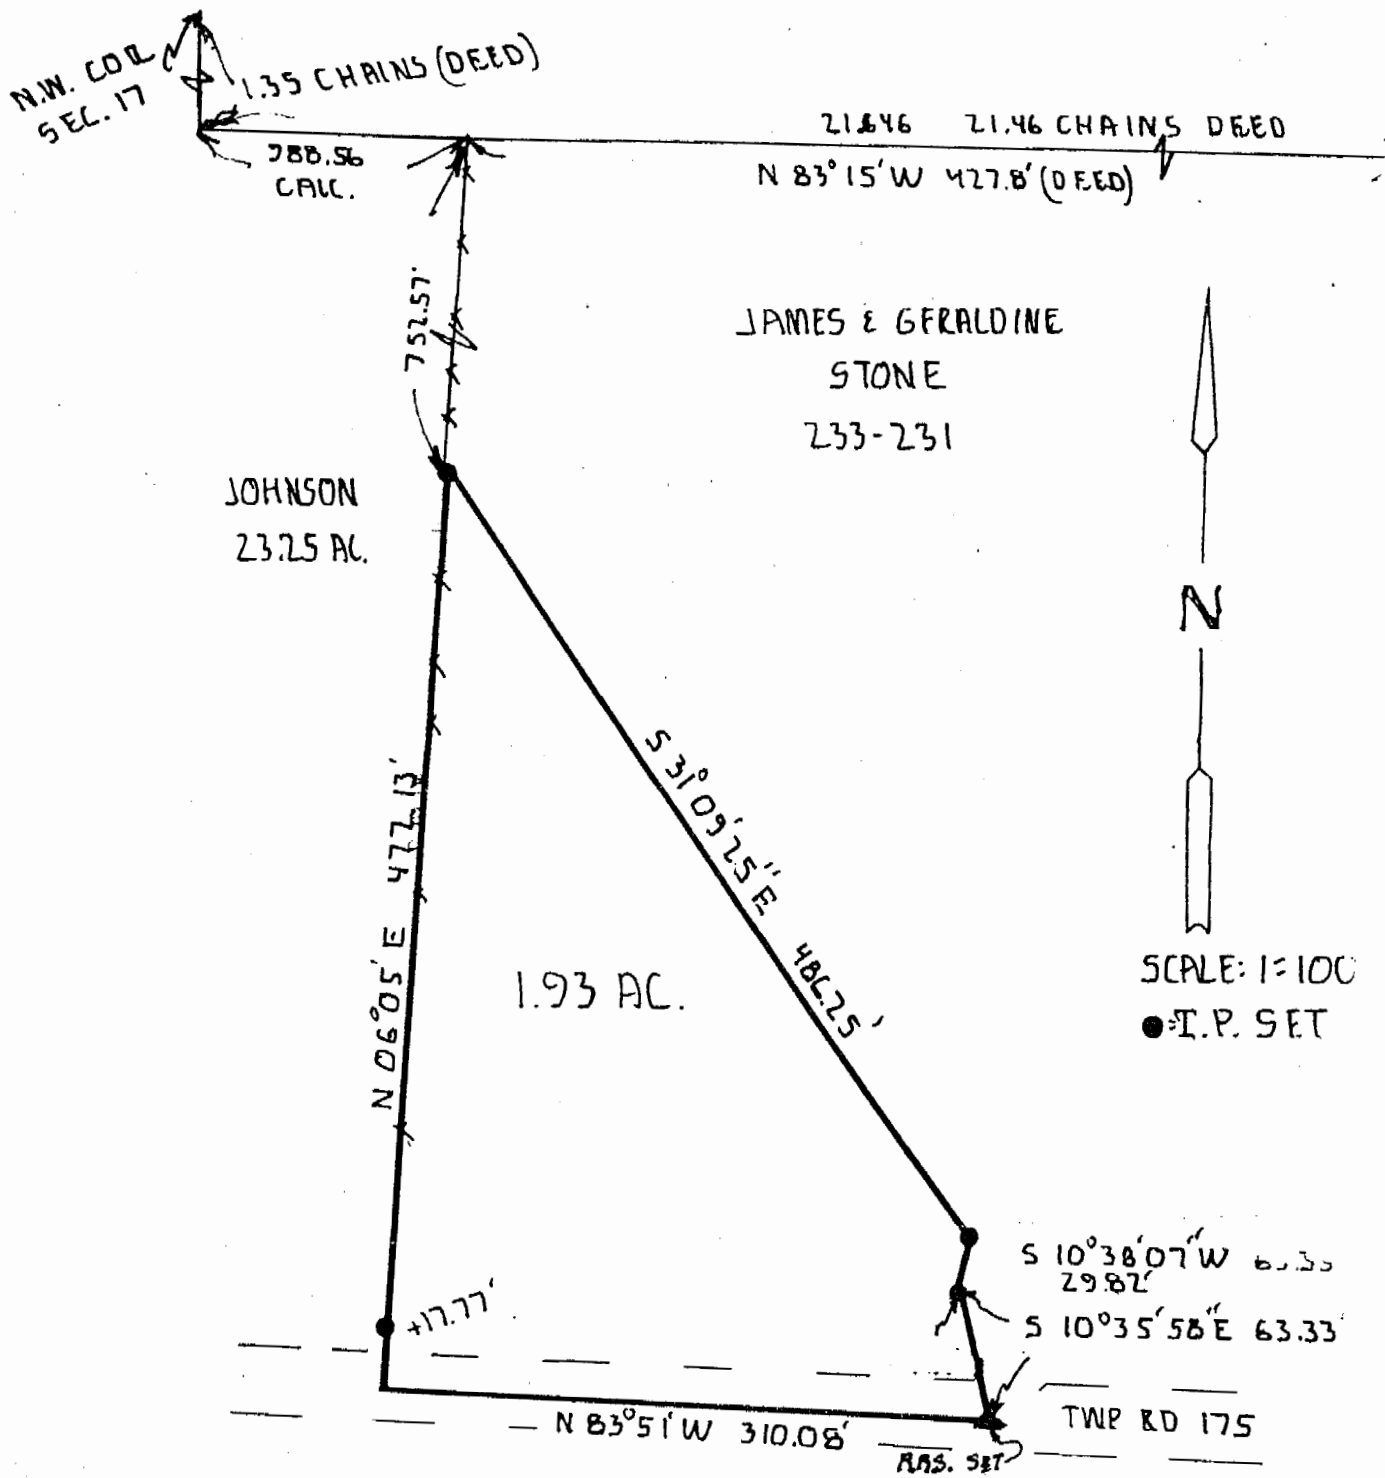 N.W. COR
SEC. 17
1.35 CHAINS (DEED)
988.56
CALC.
21.46 CHAINS DEED
N 83°15'W 427.8' (DEED)
752.57'
JAMES & GERALDINE
STONE
233-231
JOHNSON
23.25 AC.
N
S 31°09'25"E 486.25'
N 06°05' E 477.13'
1.93 AC.
SCALE: 1=100
●=I.P. SET
S 10°38'07"W
29.82'
S 10°35'58"E 63.33'
+17.77'
TWP RD 175
N 83°51'W 310.08'
RRS. SET